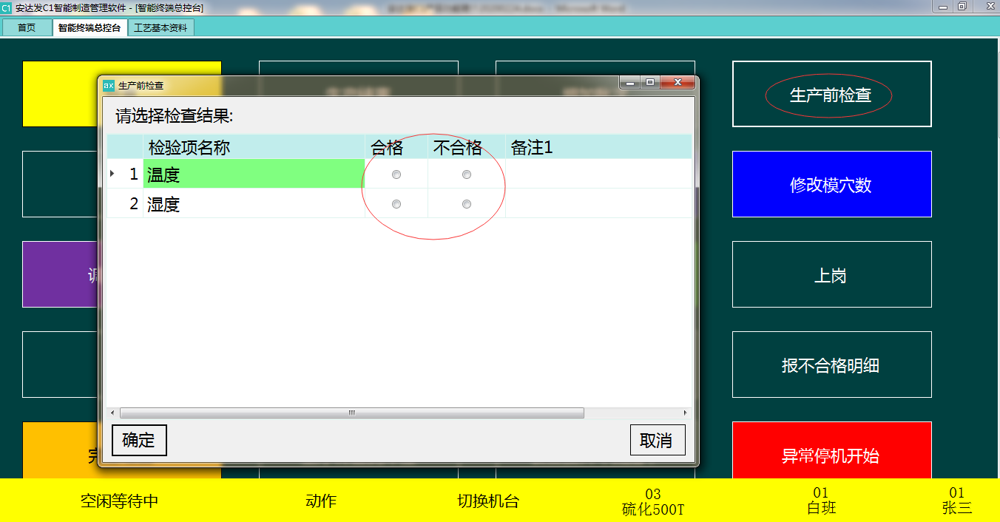 C1 安达发C1智能制造管理软件 - [智能终端总控台]
首页 智能终端总控台 工艺基本资料
ax 生产前检查
请选择检查结果:
检验项名称 合格 不合格 备注1
1 温度
2 湿度
确定 取消
调
完
生产前检查
修改模穴数
上岗
报不合格明细
异常停机开始
空闲等待中 动作 切换机台
03
硫化500T
01
白班
01
张三